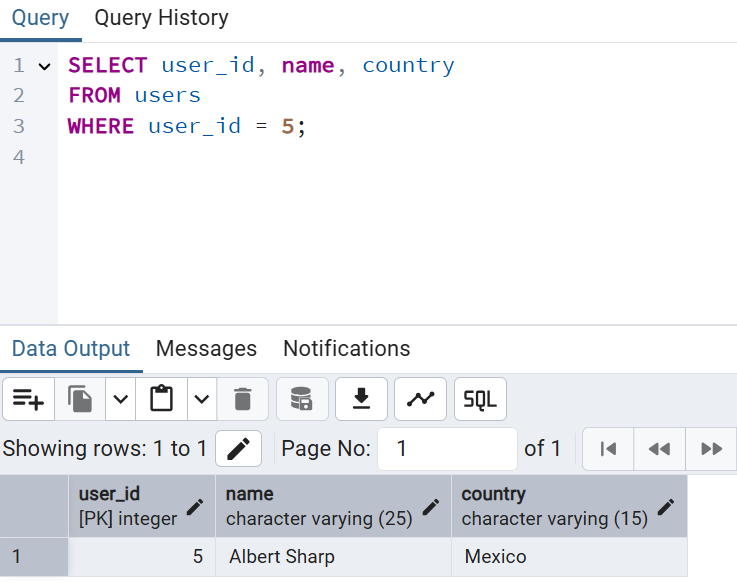 Query Query History
1 SELECT user_id, name, country
2 FROM users
3 WHERE user_id = 5;
4
Data Output Messages Notifications
SQL
Showing rows: 1 to 1 Page No: 1 of 1
user_id name country
[PK] integer character varying (25) character varying (15)
1 5 Albert Sharp Mexico